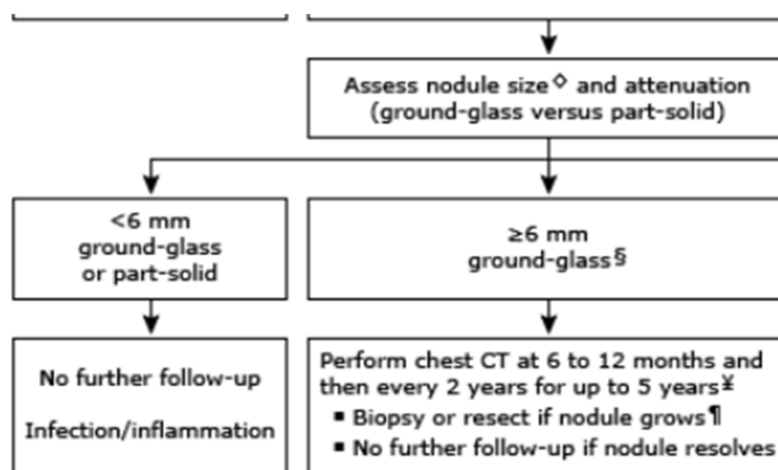 Assess nodule size◇ and attenuation
(ground-glass versus part-solid)
<6 mm
ground-glass
or part-solid
≥6 mm
ground-glass§
No further follow-up
Infection/inflammation
Perform chest CT at 6 to 12 months and
then every 2 years for up to 5 years¥
▪ Biopsy or resect if nodule grows¶
▪ No further follow-up if nodule resolves